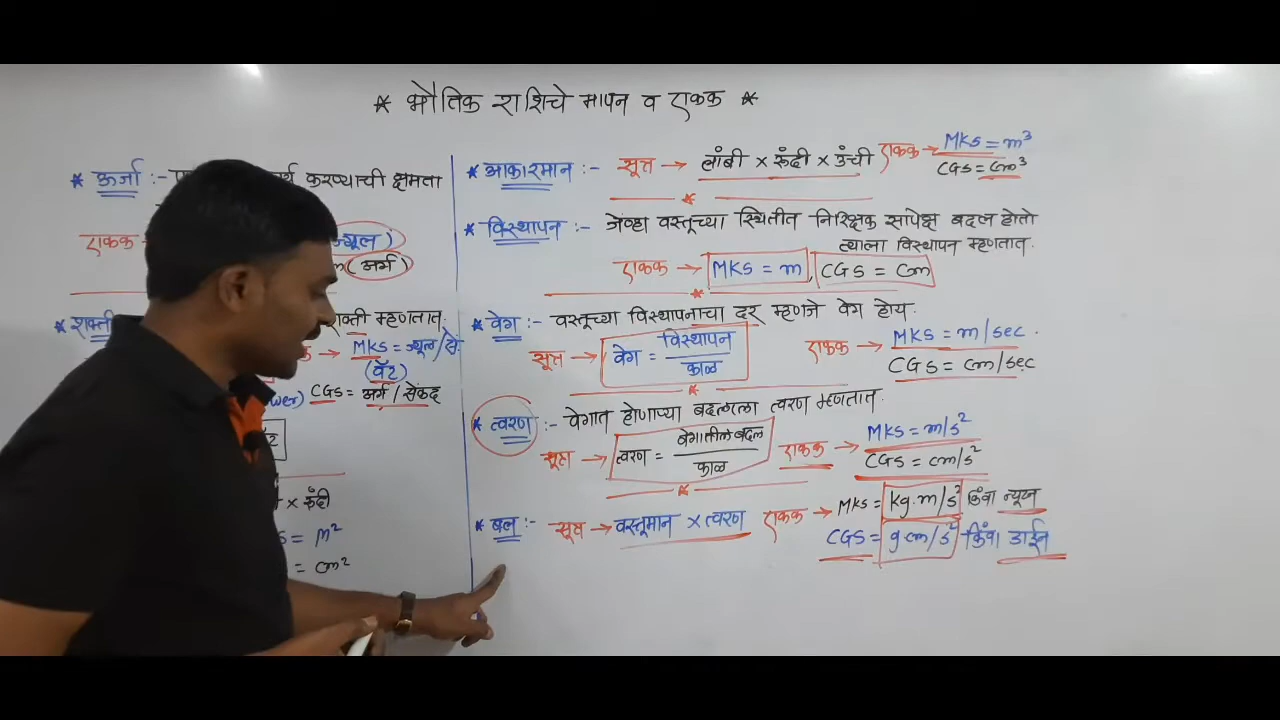 * भौतिक राशिचे मापन व एकक *
* ऊर्जा :- करण्याची क्षमता
एकक
ज्यूल)
(अर्ग)
* शक्ती
शक्ती म्हणतात.
→ MKS = ज्यूल/से.
(वॅट)
CGS = अर्ग / सेकंद
× रुंदी
= m²
= cm²
* आकारमान :- सूत्र → लांबी × रुंदी × उंची एकक → MKS = m³
CGS = cm³
* विस्थापन :- जेव्हा वस्तूच्या स्थितीत निरिक्षक सापेक्ष बदल होतो
त्याला विस्थापन म्हणतात.
एकक → MKS = m, CGS = cm
* वेग :- वस्तूच्या विस्थापनाचा दर म्हणजे वेग होय.
सूत्र → वेग = विस्थापन / काळ एकक → MKS = m/sec.
CGS = cm/sec
* त्वरण :- वेगात होणाऱ्या बदलाला त्वरण म्हणतात.
सूत्र → त्वरण = वेगातील बदल / काळ एकक → MKS = m/s²
CGS = cm/s²
* बल :- सूत्र → वस्तूमान × त्वरण एकक → MKS = kg.m/s² किंवा न्यूटन
CGS = g cm/s² किंवा डाईन